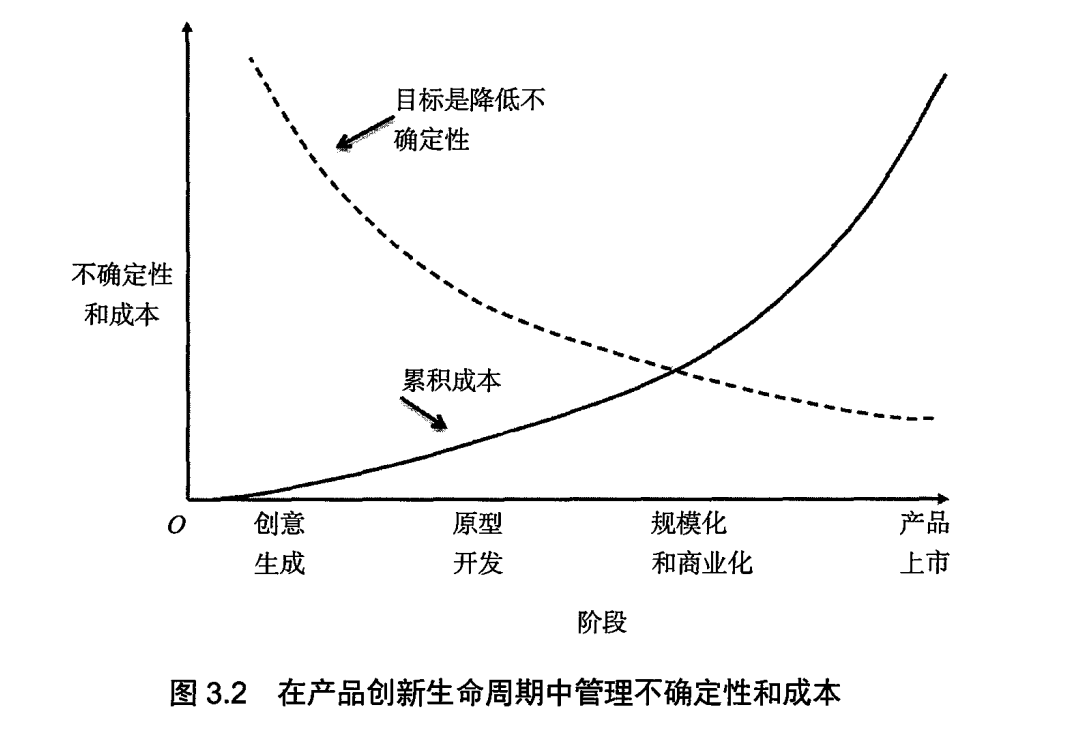 目标是降低不
确定性
不确定性
和成本
累积成本
O
创意
生成
原型
开发
规模化
和商业化
产品
上市
阶段
图 3.2 在产品创新生命周期中管理不确定性和成本